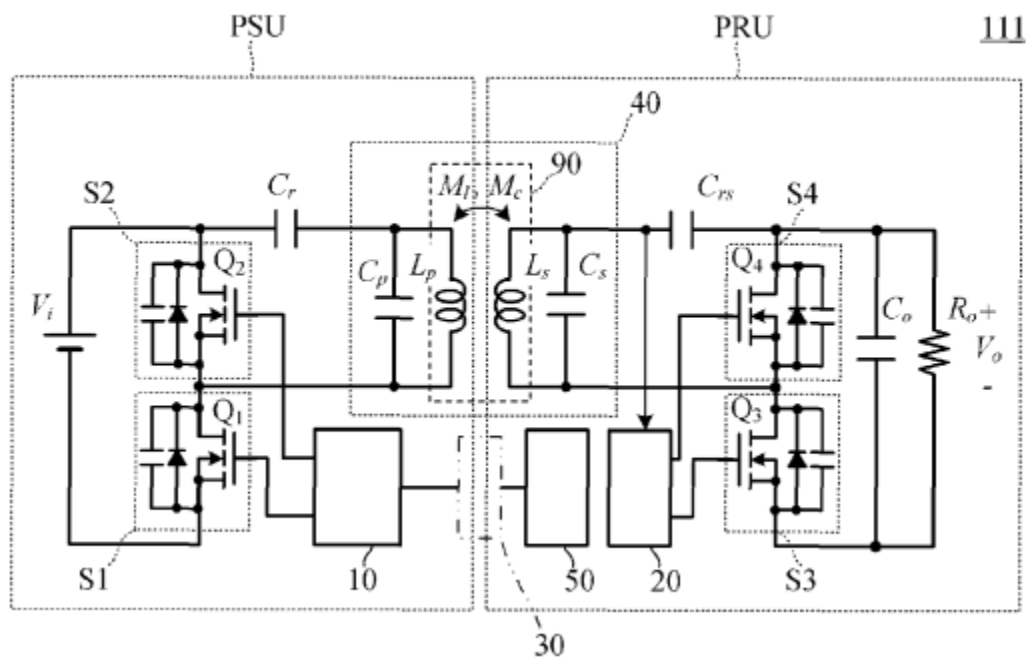 PSU PRU 111
40
90
S2 Cr Ml, Mc Crs S4
Q2 Cp Lp Ls Cs Q4
Vi Co Ro + Vo -
Q1 Q3
S1 10 50 20 S3
30